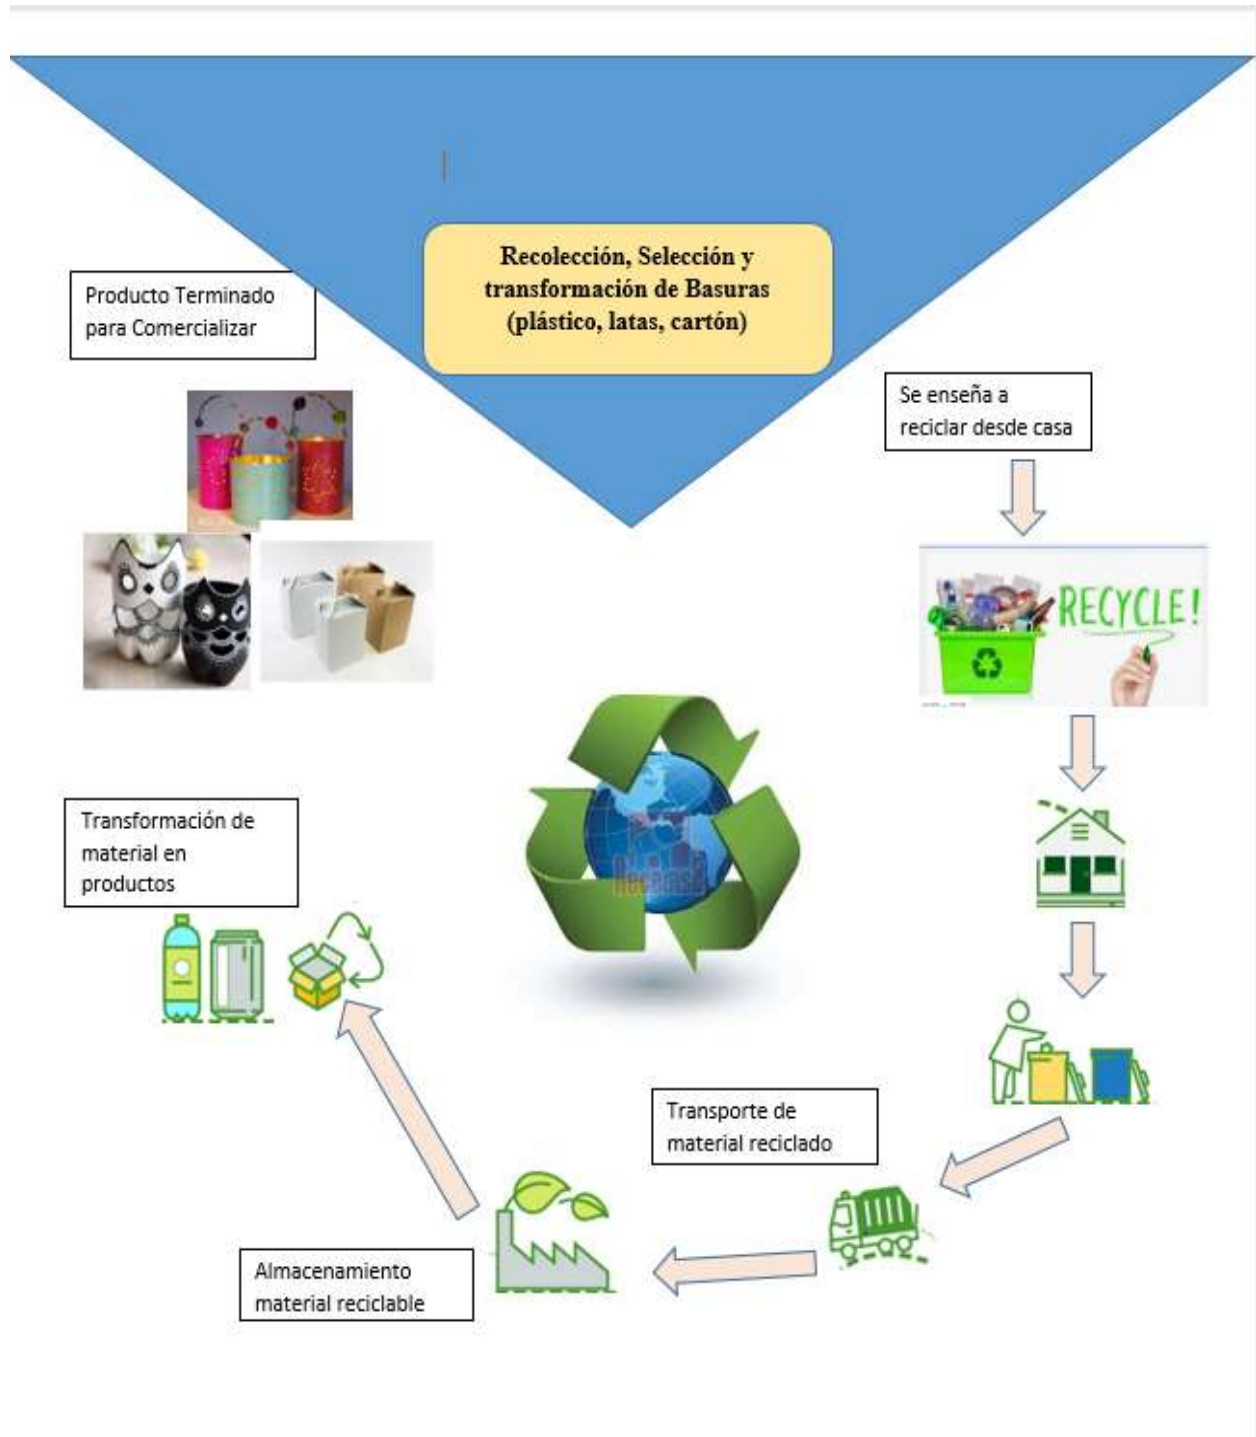 Recolección, Selección y
transformación de Basuras
(plástico, latas, cartón)
Producto Terminado
para Comercializar
Se enseña a
reciclar desde casa
RECYCLE!
Transformación de
material en
productos
Transporte de
material reciclado
Almacenamiento
material reciclable